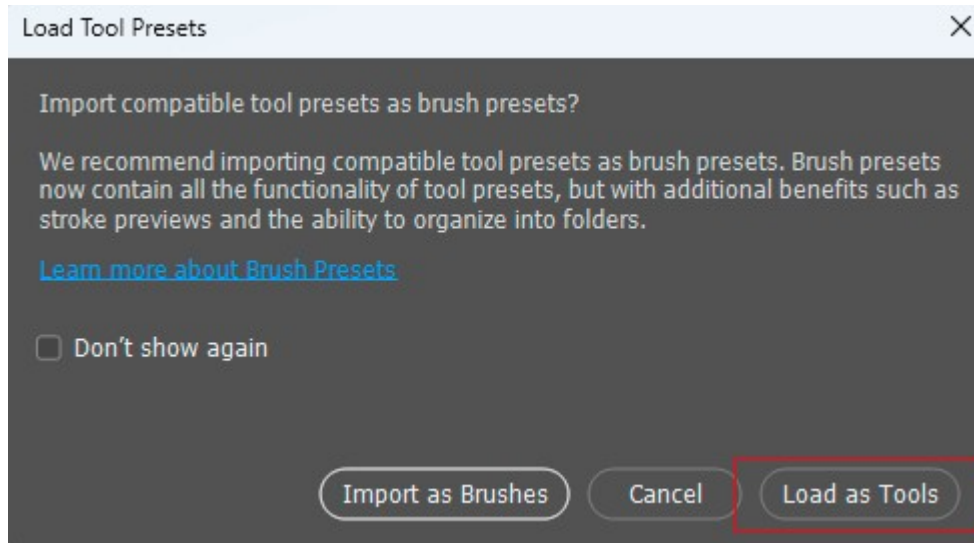 Load Tool Presets
Import compatible tool presets as brush presets?
We recommend importing compatible tool presets as brush presets. Brush presets
now contain all the functionality of tool presets, but with additional benefits such as
stroke previews and the ability to organize into folders.
Learn more about Brush Presets
Don't show again
Import as Brushes Cancel Load as Tools